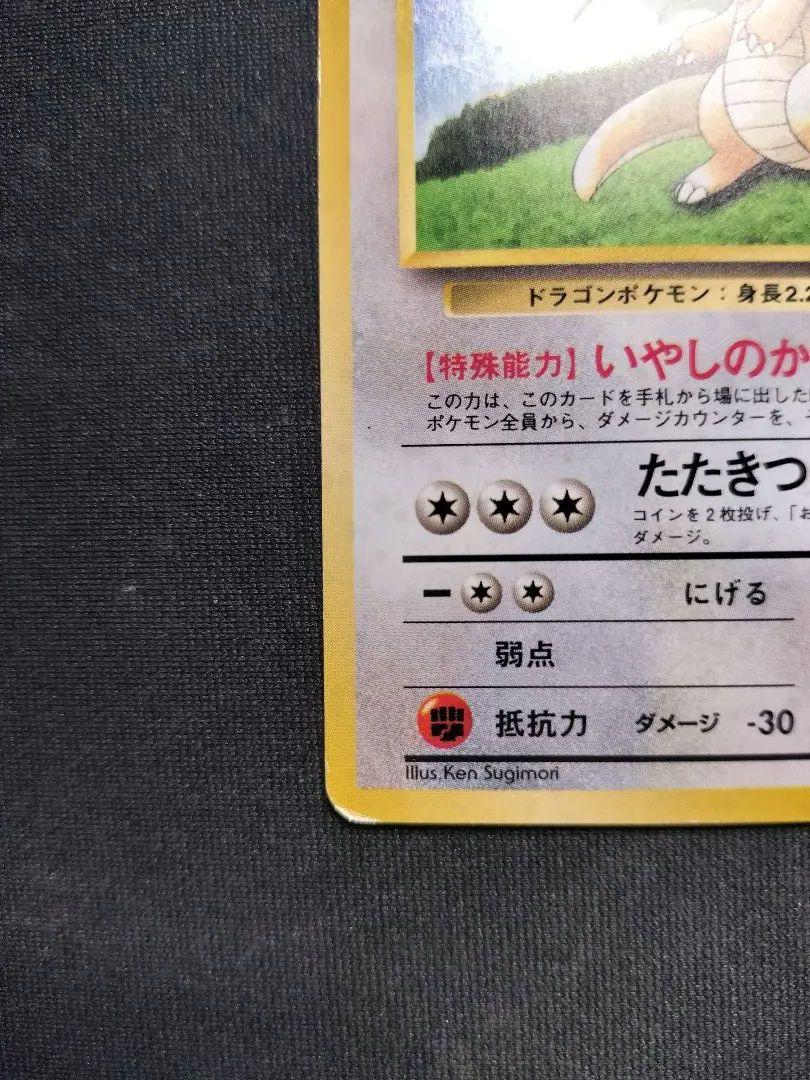 ドラゴンポケモン：身長2.2
【特殊能力】いやしのか
この力は、このカードを手札から場に出した
ポケモン全員から、ダメージカウンターを、
たたきつ
コインを2枚投げ、「お
ダメージ。
にげる
弱点
抵抗力 ダメージ -30
Illus. Ken Sugimori